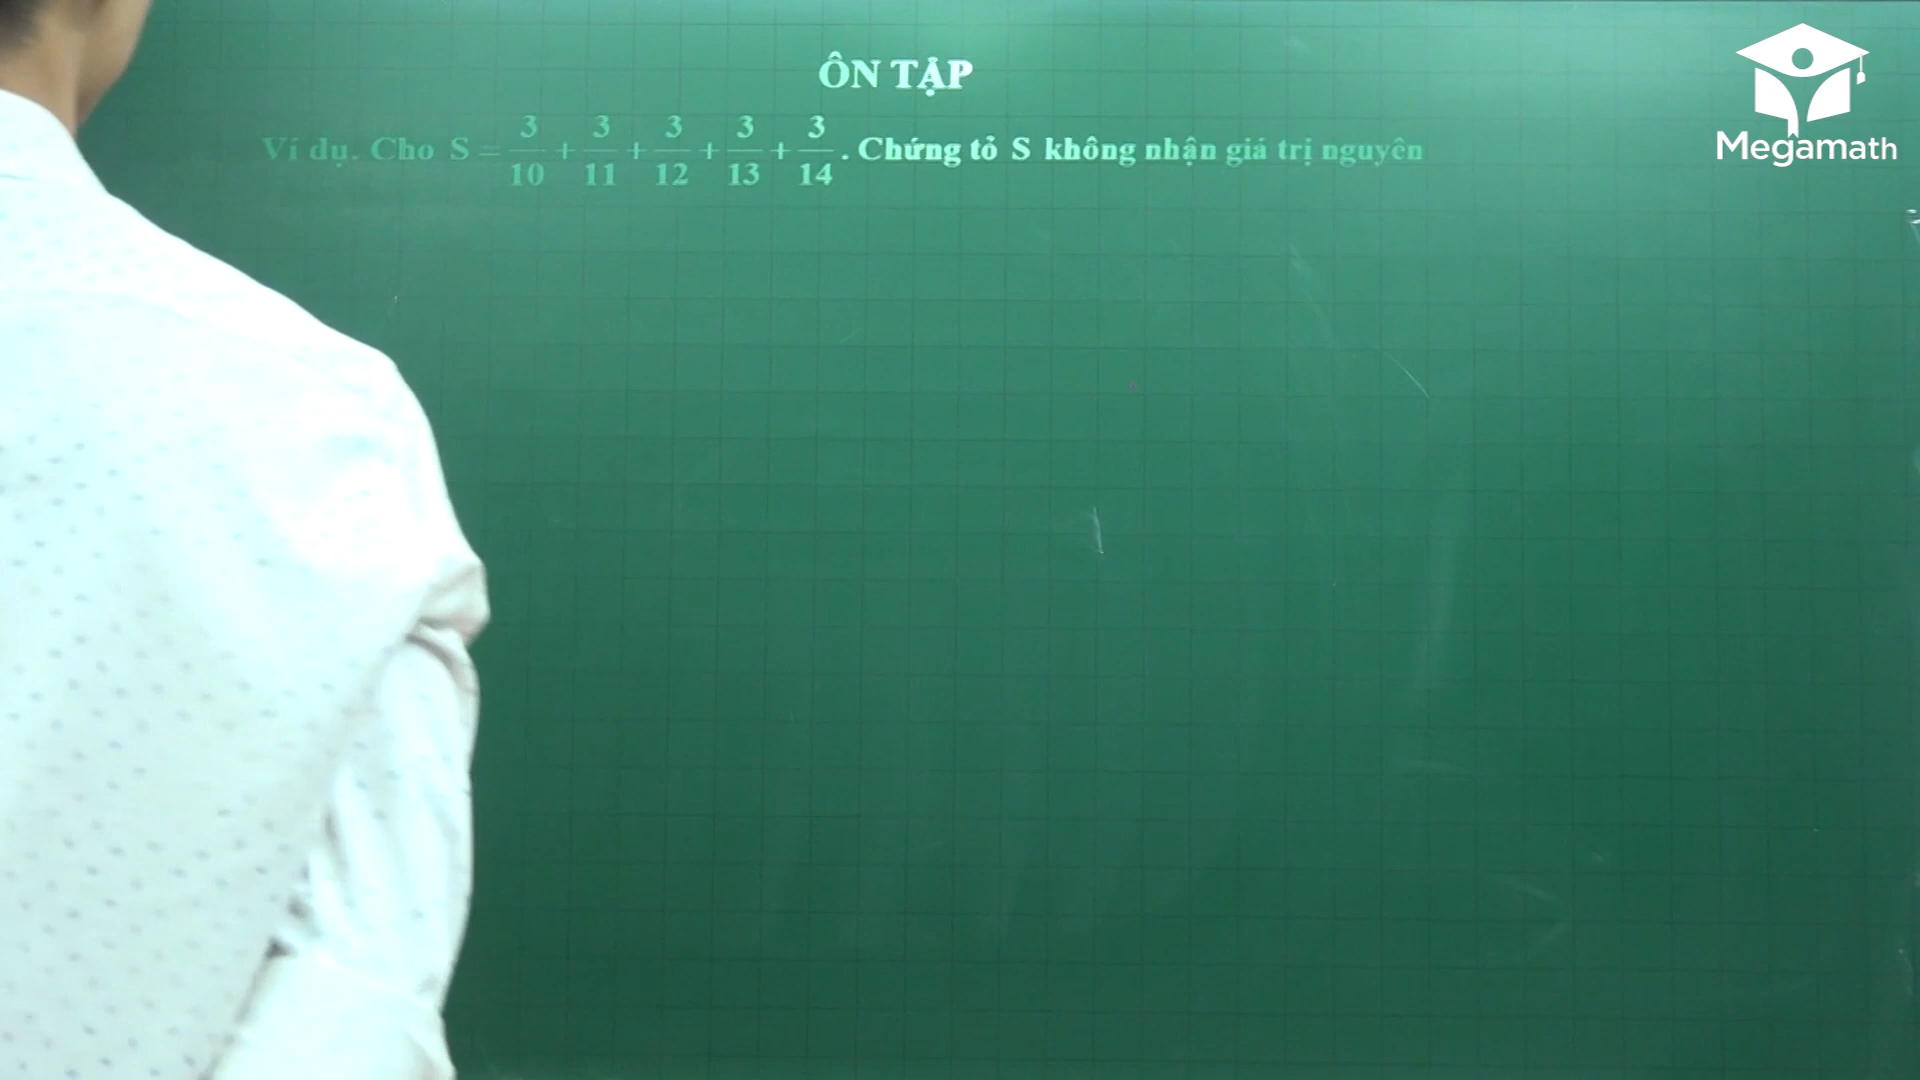 ÔN TẬP
Ví dụ. Cho S = 3/10 + 3/11 + 3/12 + 3/13 + 3/14 . Chứng tỏ S không nhận giá trị nguyên
Megamath